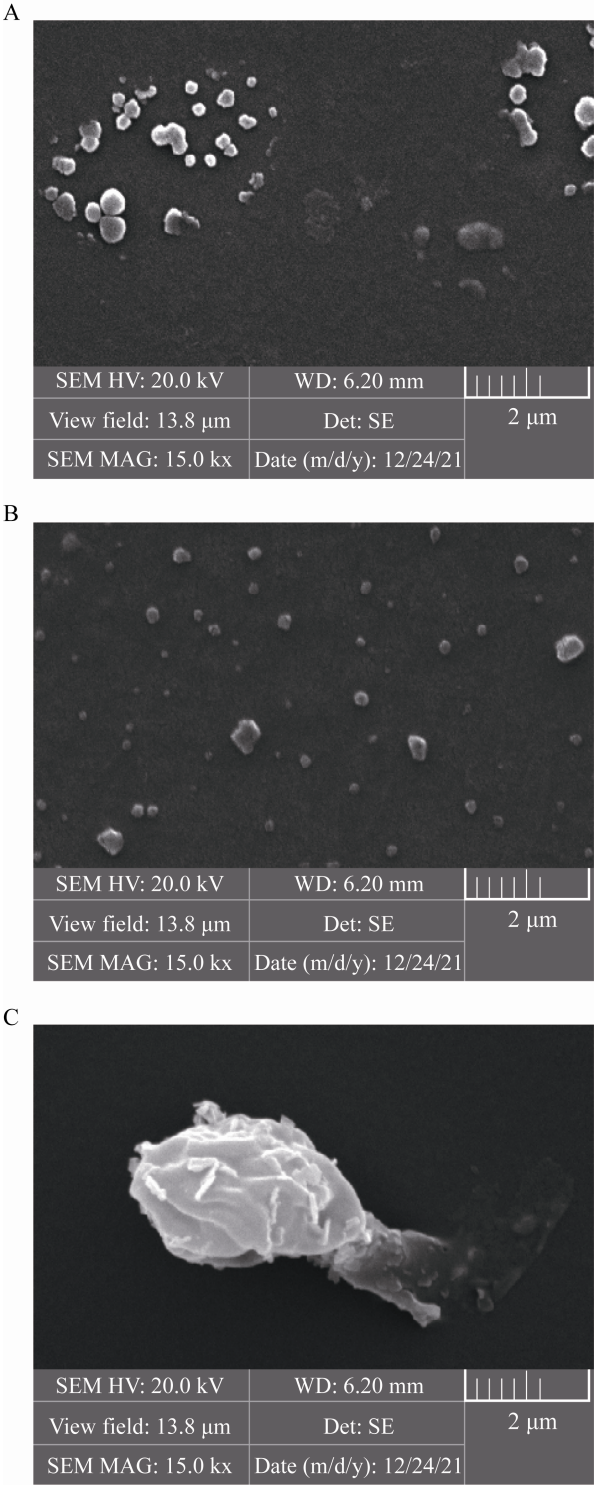 A
SEM HV: 20.0 kV
WD: 6.20 mm
View field: 13.8 μm
Det: SE
2 μm
SEM MAG: 15.0 kx
Date (m/d/y): 12/24/21
B
SEM HV: 20.0 kV
WD: 6.20 mm
View field: 13.8 μm
Det: SE
2 μm
SEM MAG: 15.0 kx
Date (m/d/y): 12/24/21
C
SEM HV: 20.0 kV
WD: 6.20 mm
View field: 13.8 μm
Det: SE
2 μm
SEM MAG: 15.0 kx
Date (m/d/y): 12/24/21